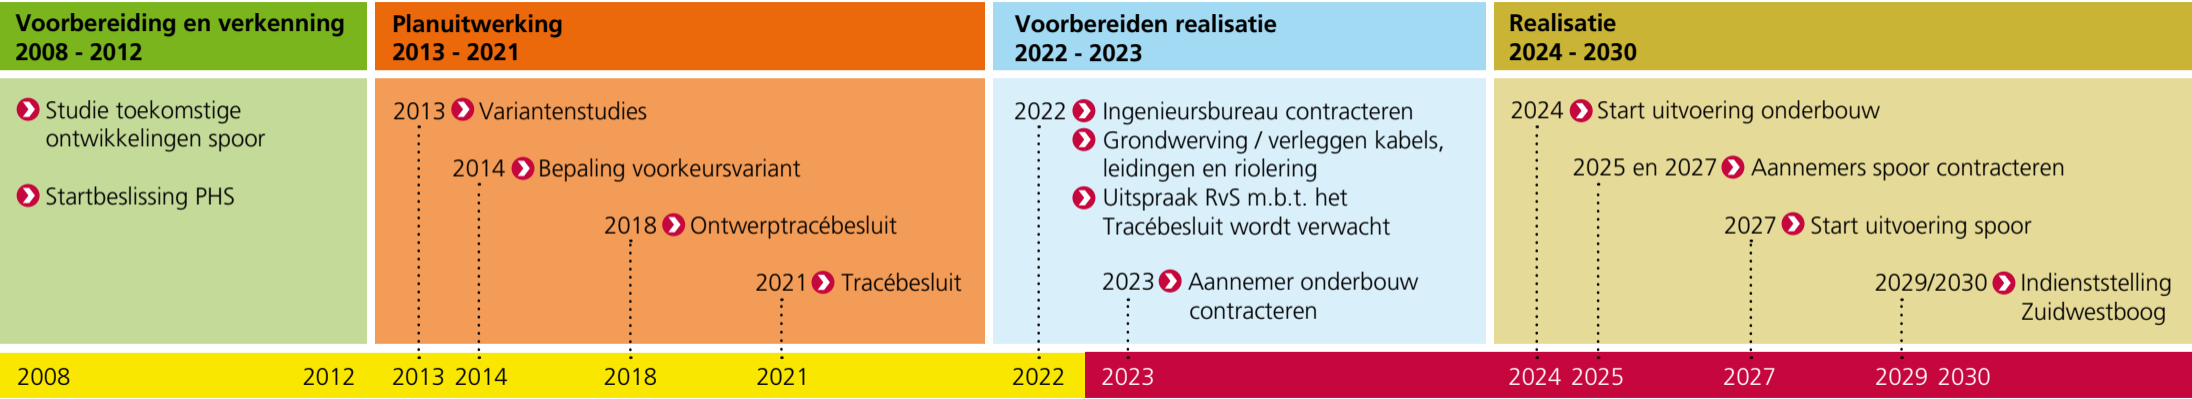 Voorbereiding en verkenning
2008 - 2012
Studie toekomstige
ontwikkelingen spoor
Startbeslissing PHS
Planuitwerking
2013 - 2021
2013 Variantenstudies
2014 Bepaling voorkeursvariant
2018 Ontwerptracébesluit
2021 Tracébesluit
Voorbereiden realisatie
2022 - 2023
2022 Ingenieursbureau contracteren
Grondwerving / verleggen kabels,
leidingen en riolering
Uitspraak RvS m.b.t. het
Tracébesluit wordt verwacht
2023 Aannemer onderbouw
contracteren
Realisatie
2024 - 2030
2024 Start uitvoering onderbouw
2025 en 2027 Aannemers spoor contracteren
2027 Start uitvoering spoor
2029/2030 Indienststelling
Zuidwestboog
2008 2012 2013 2014 2018 2021 2022 2023 2024 2025 2027 2029 2030